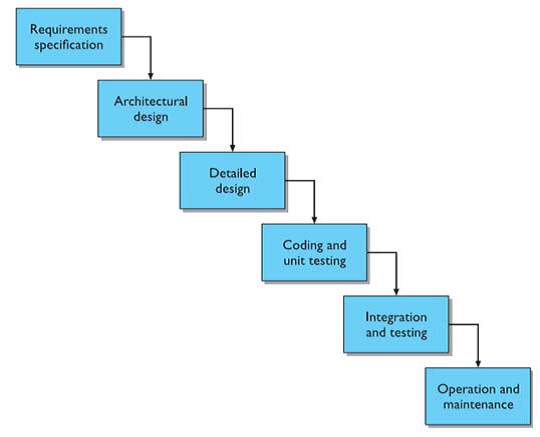 Requirements
specification
Architectural
design
Detailed
design
Coding and
unit testing
Integration
and testing
Operation and
maintenance